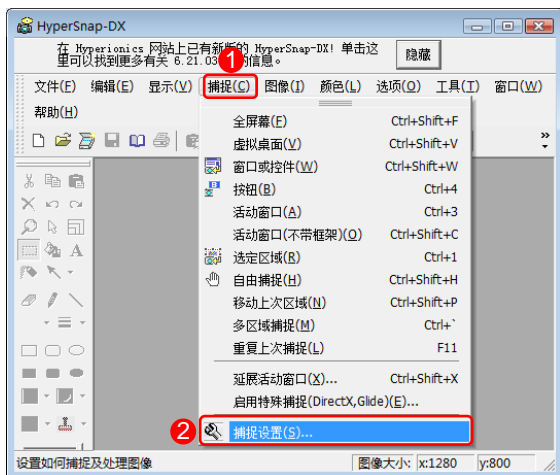 HyperSnap-DX
在 Hyperionics 网站上已有新版的 HyperSnap-DX! 单击这
里可以找到更多有关 6.21.03 的信息。
隐藏
1
文件(F) 编辑(E) 显示(V) 捕捉(C) 图像(I) 颜色(L) 选项(O) 工具(T) 窗口(W)
帮助(H)
全屏幕(F) Ctrl+Shift+F
虚拟桌面(V) Ctrl+Shift+V
窗口或控件(W) Ctrl+Shift+W
按钮(B) Ctrl+4
活动窗口(A) Ctrl+3
活动窗口(不带框架)(O) Ctrl+Shift+C
选定区域(R) Ctrl+1
自由捕捉(H) Ctrl+Shift+H
移动上次区域(N) Ctrl+Shift+P
多区域捕捉(M) Ctrl+`
重复上次捕捉(L) F11
延展活动窗口(X)... Ctrl+Shift+X
启用特殊捕捉(DirectX,Glide)(E)...
2 捕捉设置(S)...
设置如何捕捉及处理图像
图像大小: x:1280 y:800